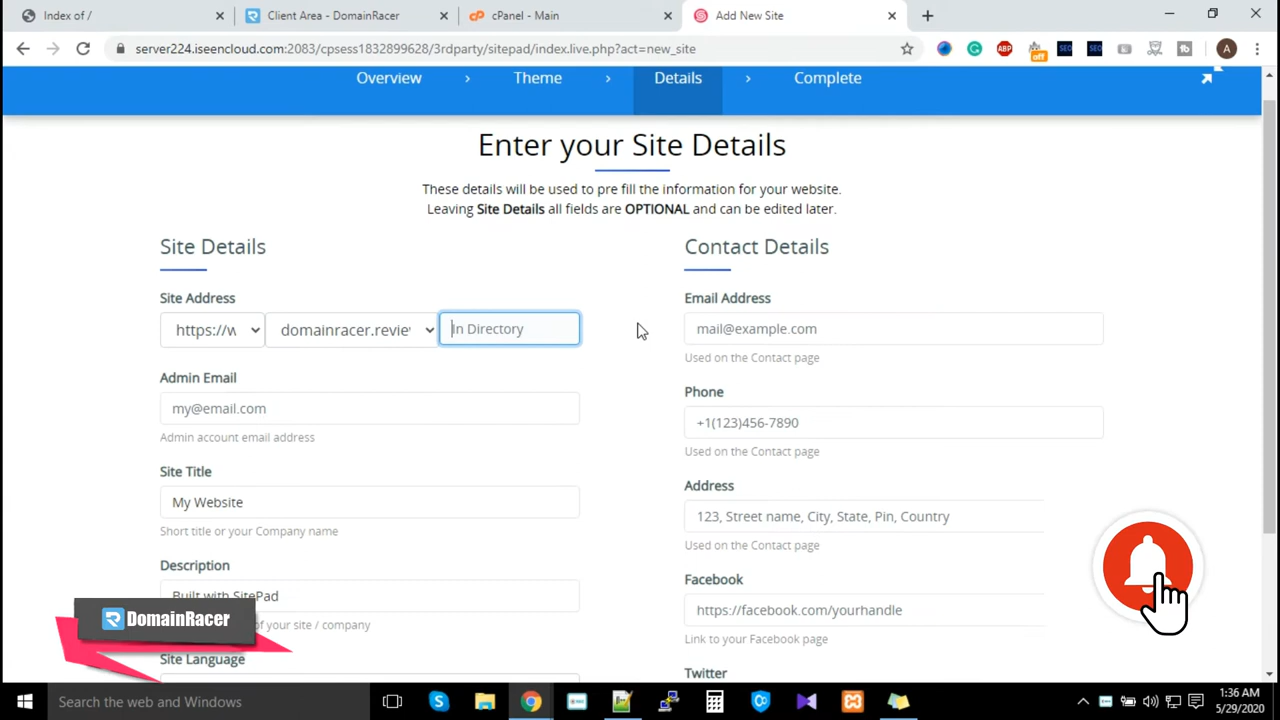 Index of /
Client Area - DomainRacer
cPanel - Main
Add New Site
server224.iseencloud.com:2083/cpsess1832899628/3rdparty/sitepad/index.live.php?act=new_site
ABP
off
SEO
SEO
A
Overview > Theme > Details > Complete
Enter your Site Details
These details will be used to pre fill the information for your website.
Leaving Site Details all fields are OPTIONAL and can be edited later.
Site Details
Site Address
https://w
domainracer.review
In Directory
Admin Email
my@email.com
Admin account email address
Site Title
My Website
Short title or your Company name
Description
Built with SitePad
of your site / company
Site Language
Contact Details
Email Address
mail@example.com
Used on the Contact page
Phone
+1(123)456-7890
Used on the Contact page
Address
123, Street name, City, State, Pin, Country
Used on the Contact page
Facebook
https://facebook.com/yourhandle
Link to your Facebook page
Twitter
DomainRacer
Search the web and Windows
1:36 AM
5/29/2020